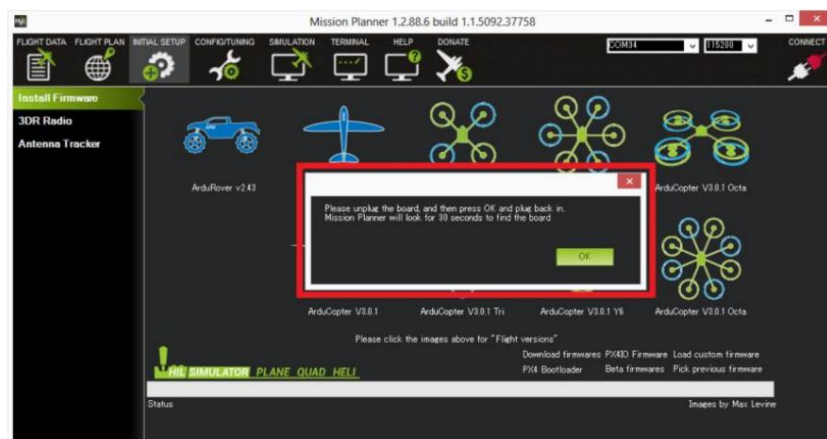 Mission Planner 1.2.88.6 build 1.1.5092.37758
FLIGHT DATA FLIGHT PLAN INITIAL SETUP CONFIG/TUNING SIMULATION TERMINAL HELP DONATE
COM34 115200 CONNECT
Install Firmware
3DR Radio
Antenna Tracker
ArduRover v2.43
ArduCopter V3.0.1 Octa
Please unplug the board, and then press OK and plug back in.
Mission Planner will look for 30 seconds to find the board
OK
ArduCopter V3.0.1
ArduCopter V3.0.1 Tri
ArduCopter V3.0.1 Y6
ArduCopter V3.0.1 Octa
Please click the images above for "Flight versions"
Download firmwares PX4IO Firmware Load custom firmware
PX4 Bootloader Beta firmwares Pick previous firmware
HIL SIMULATOR PLANE QUAD HELI
Status
Images by Max Levine